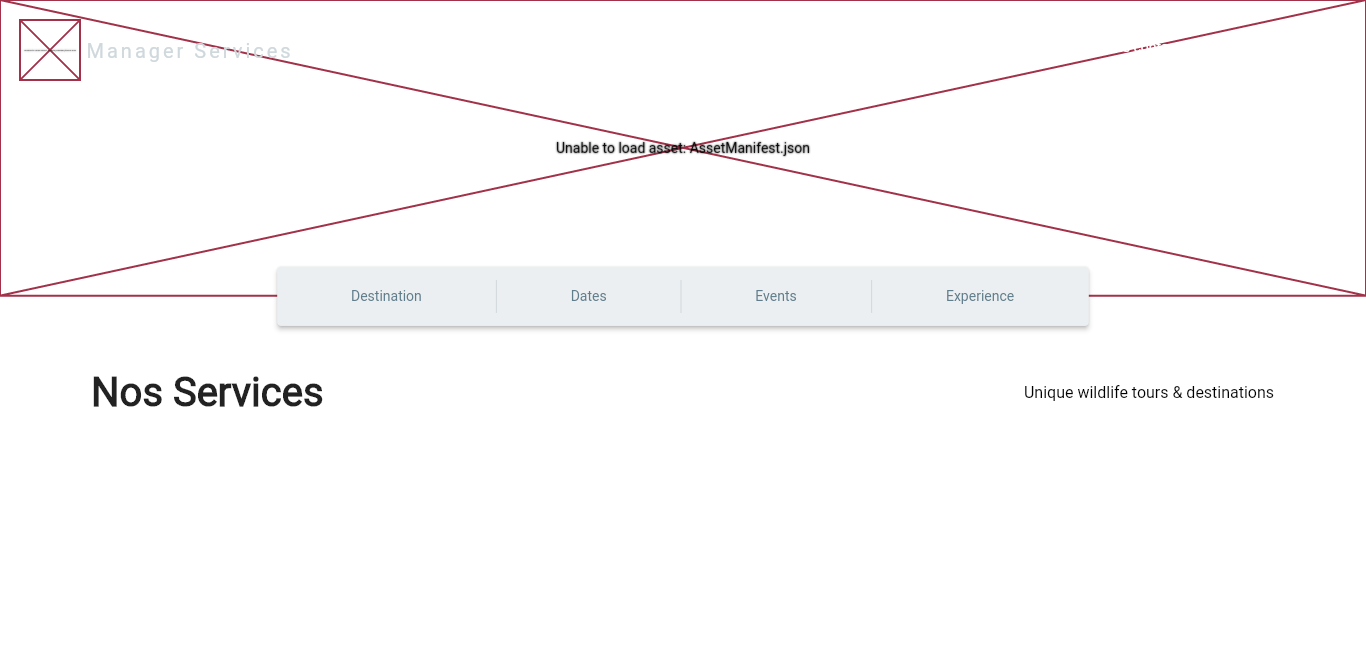 Manager Services
Unable to load asset: AssetManifest.json
Destination
Dates
Events
Experience
Nos Services
Unique wildlife tours & destinations